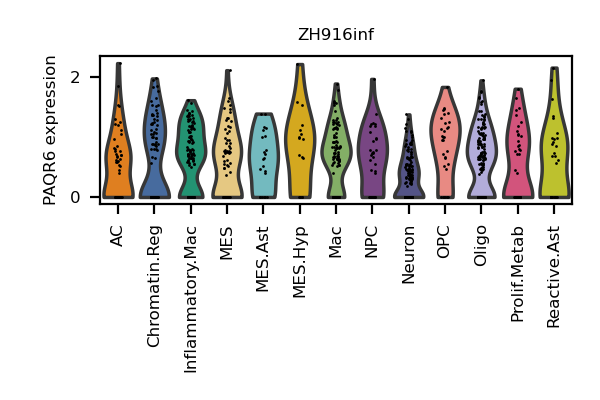 ZH916inf
PAQR6 expression
2
0
AC
Chromatin.Reg
Inflammatory.Mac
MES
MES.Ast
MES.Hyp
Mac
NPC
Neuron
OPC
Oligo
Prolif.Metab
Reactive.Ast